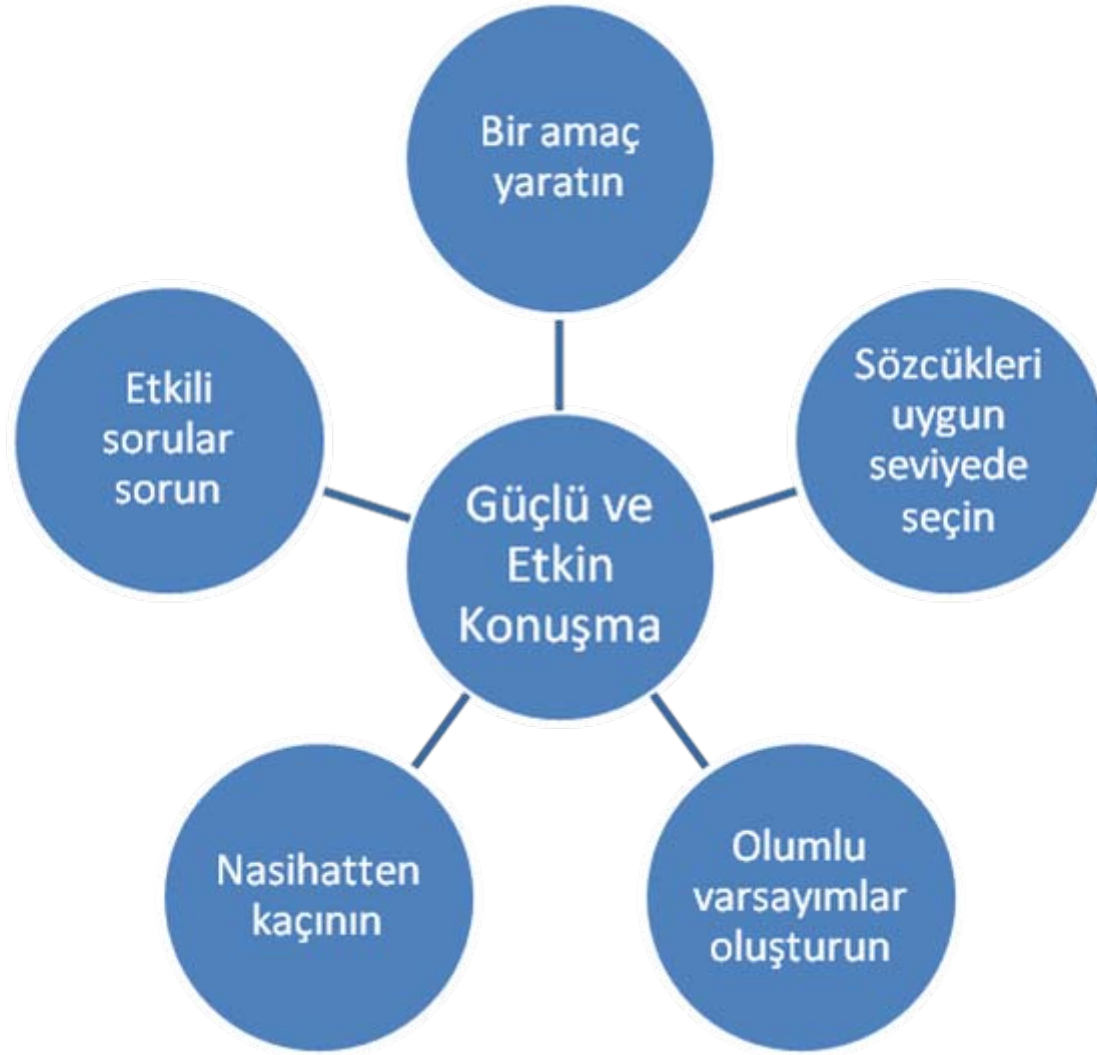 Bir amaç
yaratın
Sözcükleri
uygun
seviyede
seçin
Olumlu
varsayımlar
oluşturun
Nasihatten
kaçının
Etkili
sorular
sorun
Güçlü ve
Etkin
Konuşma